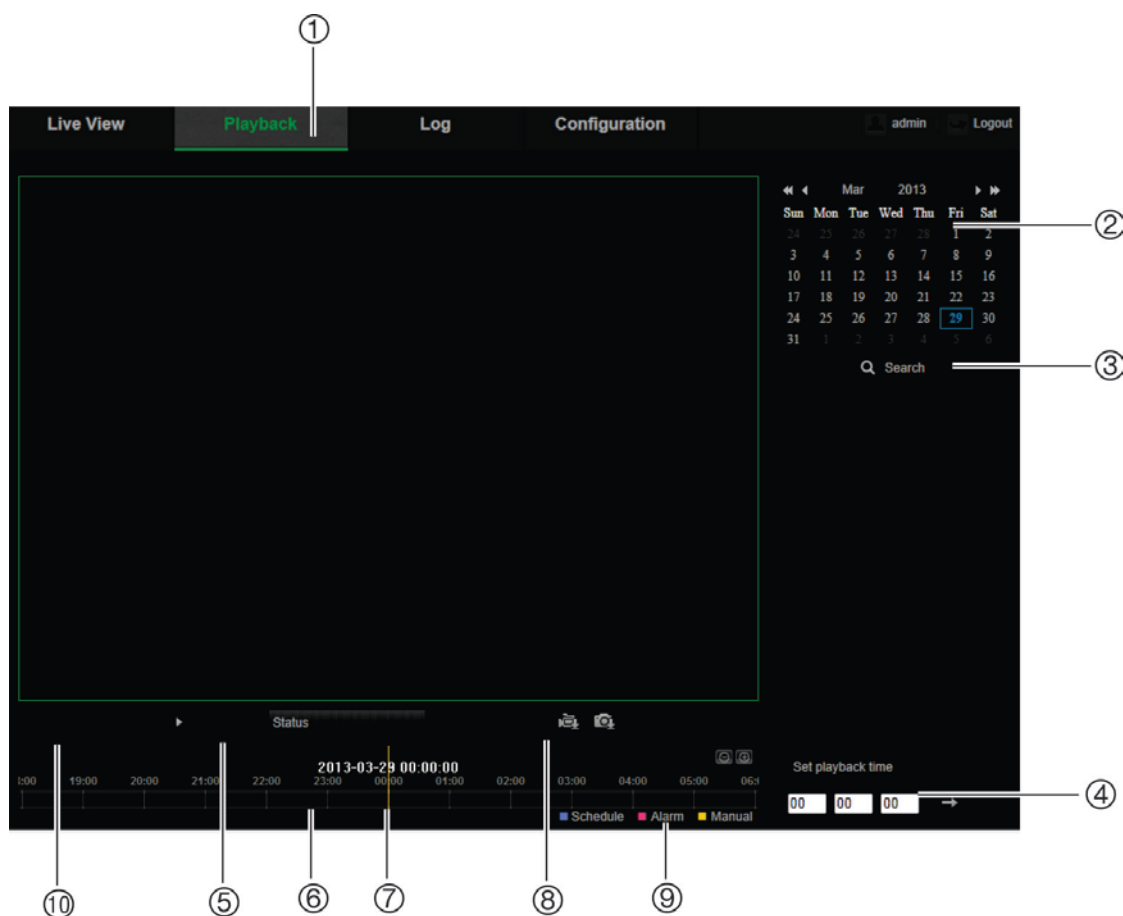 ①
Live View Playback Log Configuration admin Logout
Mar 2013
Sun Mon Tue Wed Thu Fri Sat
24 25 26 27 28 1 2
②
3 4 5 6 7 8 9
10 11 12 13 14 15 16
17 18 19 20 21 22 23
24 25 26 27 28 29 30
31 1 2 3 4 5 6
Search
③
Status
2013-03-29 00:00:00
:00 19:00 20:00 21:00 22:00 23:00 00:00 01:00 02:00 03:00 04:00 05:00 06:
Set playback time
00 00 00
④
Schedule Alarm Manual
⑩ ⑤ ⑥ ⑦ ⑧ ⑨